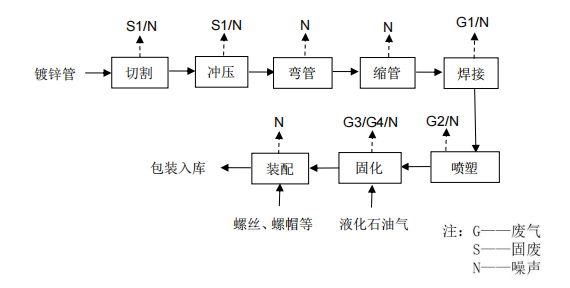 S1/N S1/N N N G1/N
镀锌管 切割 冲压 弯管 缩管 焊接
N G3/G4/N G2/N
包装入库 装配 固化 喷塑
螺丝、螺帽等 液化石油气
注：G——废气
S——固废
N——噪声